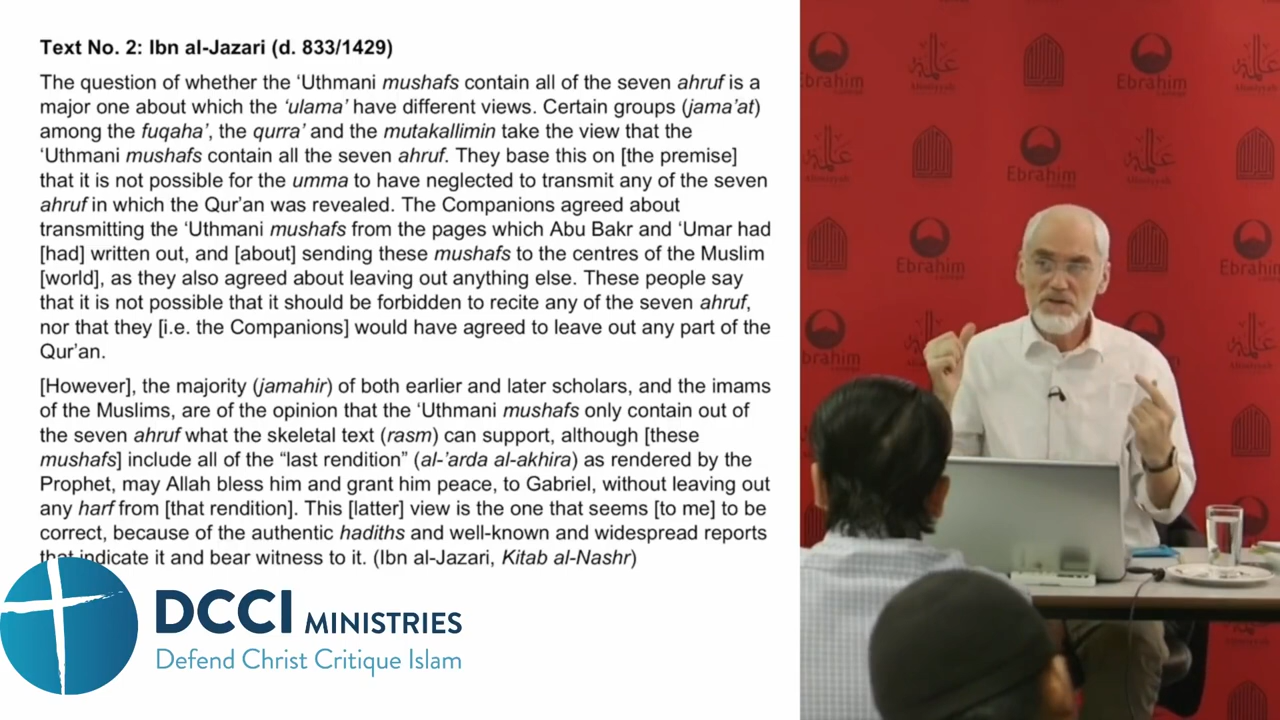 Text No. 2: Ibn al-Jazari (d. 833/1429)
The question of whether the ‘Uthmani mushafs contain all of the seven ahruf is a
major one about which the ‘ulama’ have different views. Certain groups (jama’at)
among the fuqaha’, the qurra’ and the mutakallimin take the view that the
‘Uthmani mushafs contain all the seven ahruf. They base this on [the premise]
that it is not possible for the umma to have neglected to transmit any of the seven
ahruf in which the Qur’an was revealed. The Companions agreed about
transmitting the ‘Uthmani mushafs from the pages which Abu Bakr and ‘Umar had
[had] written out, and [about] sending these mushafs to the centres of the Muslim
[world], as they also agreed about leaving out anything else. These people say
that it is not possible that it should be forbidden to recite any of the seven ahruf,
nor that they [i.e. the Companions] would have agreed to leave out any part of the
Qur’an.
[However], the majority (jamahir) of both earlier and later scholars, and the imams
of the Muslims, are of the opinion that the ‘Uthmani mushafs only contain out of
the seven ahruf what the skeletal text (rasm) can support, although [these
mushafs] include all of the “last rendition” (al-’arda al-akhira) as rendered by the
Prophet, may Allah bless him and grant him peace, to Gabriel, without leaving out
any harf from [that rendition]. This [latter] view is the one that seems [to me] to be
correct, because of the authentic hadiths and well-known and widespread reports
that indicate it and bear witness to it. (Ibn al-Jazari, Kitab al-Nashr)
DCCI MINISTRIES
Defend Christ Critique Islam
Ebrahim
Ebrahim
Ebrahim
Ebrahim
Ebrahim
Ebrahim